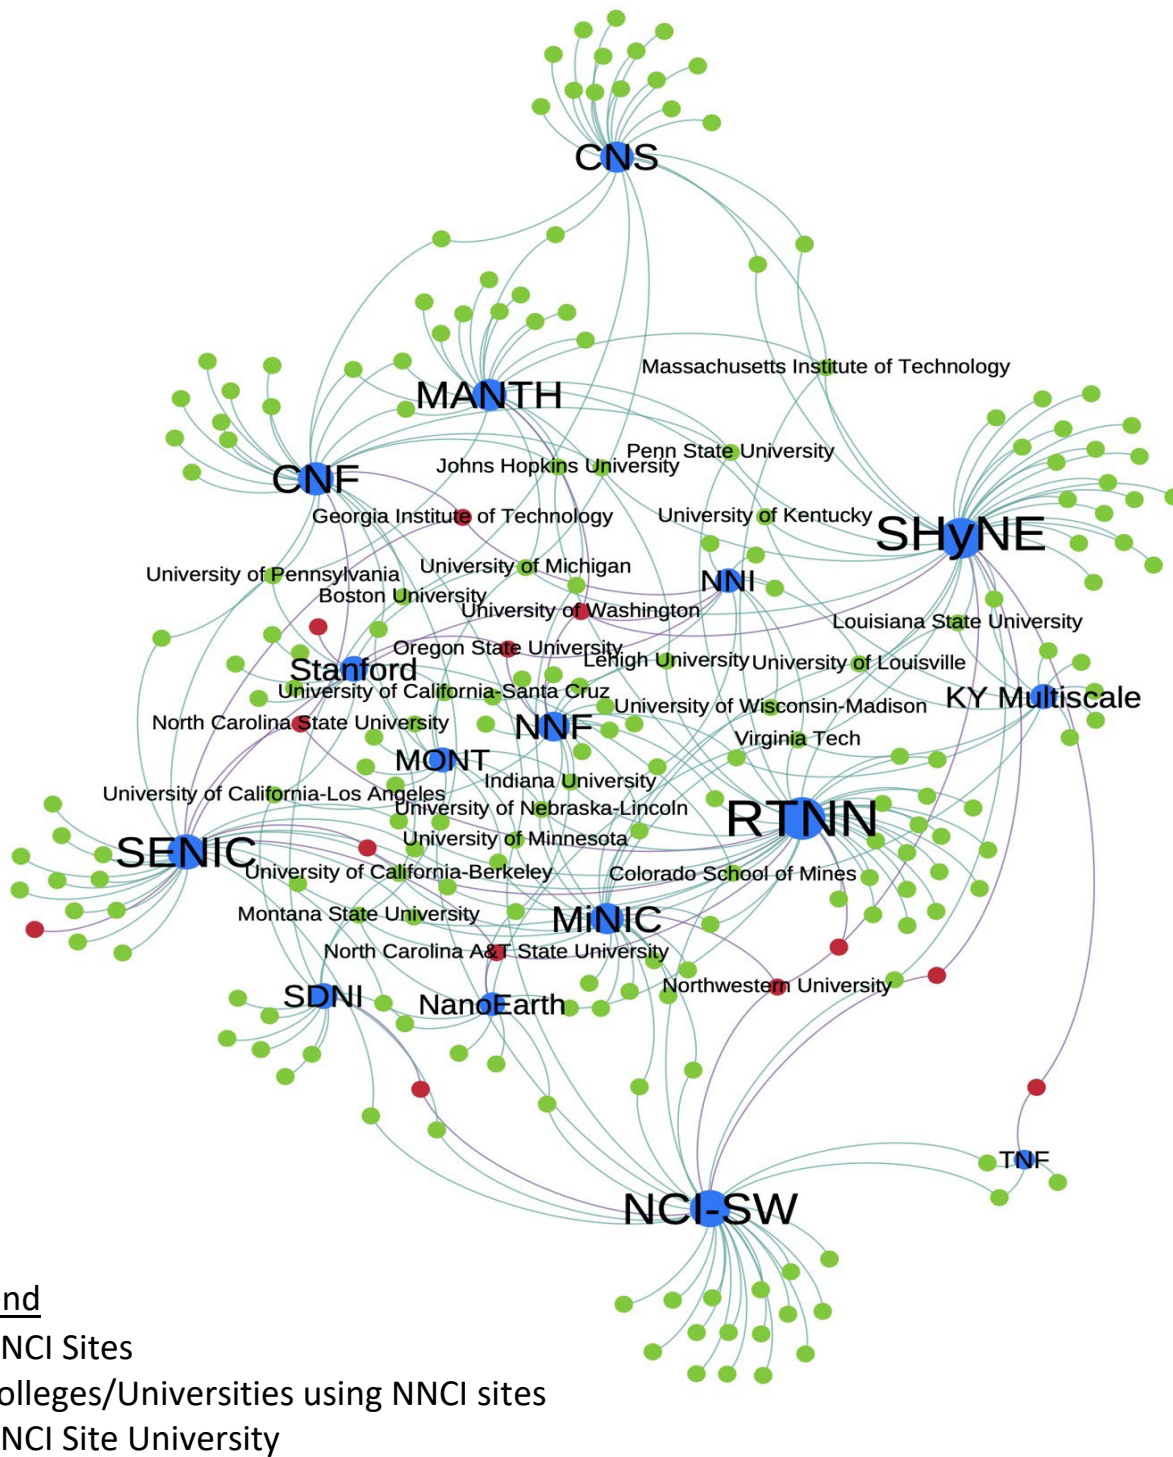 CNS
Massachusetts Institute of Technology
MANTH
Penn State University
Johns Hopkins University
CNF
Georgia Institute of Technology
University of Kentucky
SHyNE
University of Pennsylvania
University of Michigan
NNI
Boston University
University of Washington
Louisiana State University
Oregon State University
Lehigh University
University of Louisville
Stanford
University of California-Santa Cruz
KY Multiscale
University of Wisconsin-Madison
North Carolina State University
NNF
Virginia Tech
MONT
Indiana University
University of California-Los Angeles
University of Nebraska-Lincoln
RTNN
University of Minnesota
SENIC
University of California-Berkeley
Colorado School of Mines
Montana State University
MiNIC
North Carolina A&T State University
Northwestern University
SDNI
NanoEarth
TNF
NCI-SW
nd
NCI Sites
olleges/Universities using NNCI sites
NCI Site University